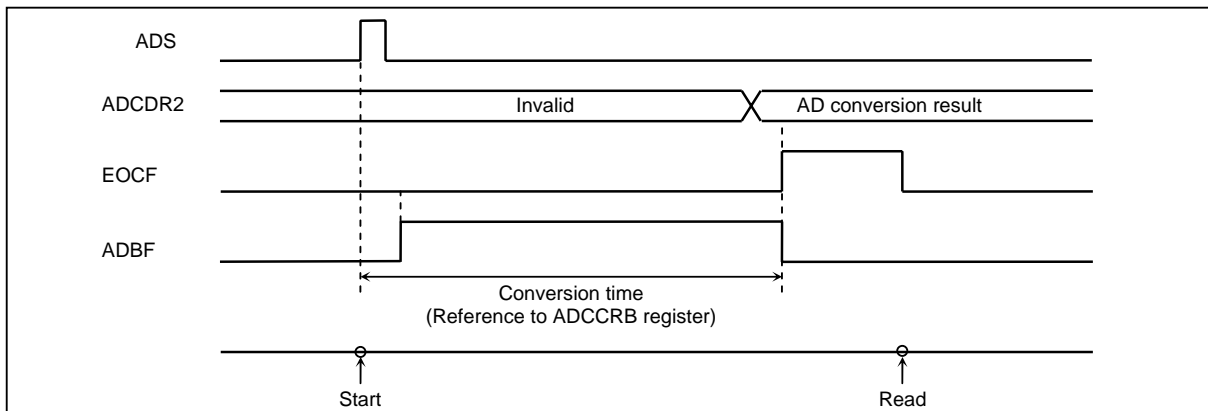 ADS
ADCDR2
Invalid
AD conversion result
EOCF
ADBF
Conversion time
(Reference to ADCCRB register)
Start
Read